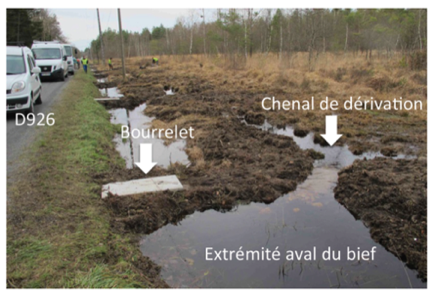 Chenal de dérivation
D926
Bourrelet
Extrémité aval du bief